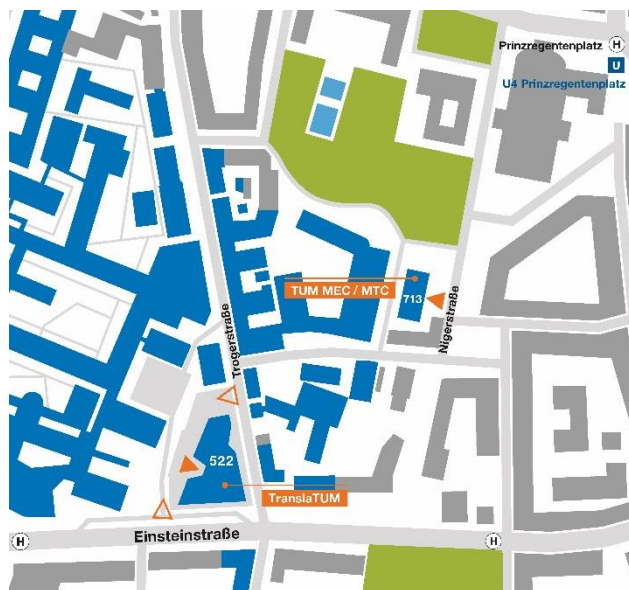 Prinzregentenplatz H
U
U4 Prinzregentenplatz
TUM MEC / MTC
713
Nigerstraße
Trogerstraße
522
TranslaTUM
Einsteinstraße
H
H